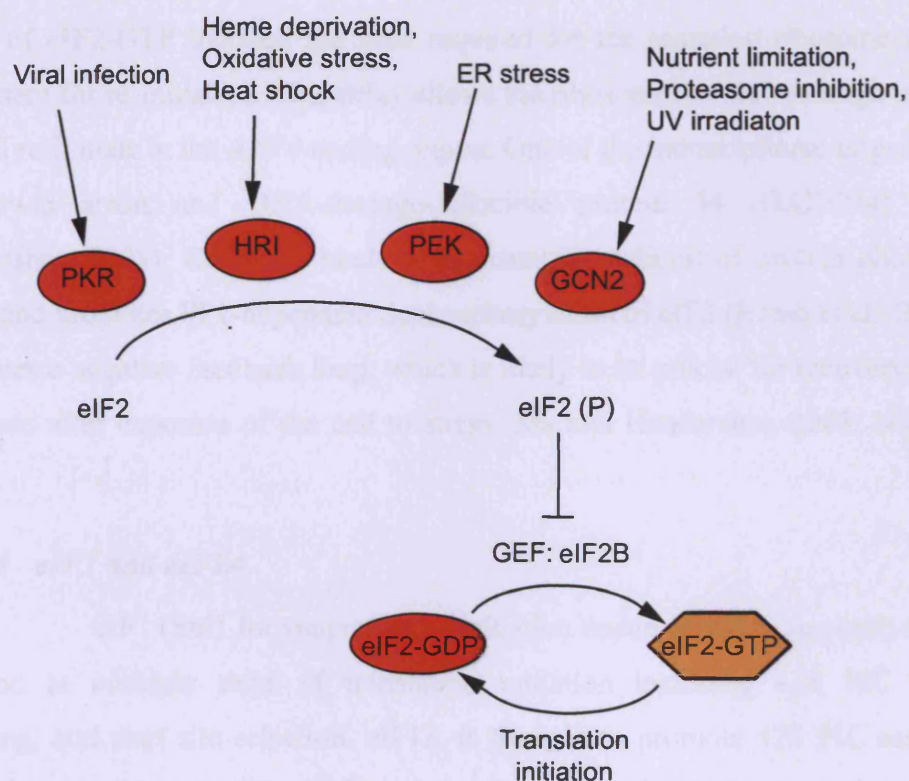 Heme deprivation,
Oxidative stress,
Heat shock
Viral infection
ER stress
Nutrient limitation,
Proteasome inhibition,
UV irradiaton
PKR
HRI
PEK
GCN2
eIF2
eIF2 (P)
GEF: eIF2B
eIF2-GDP
eIF2-GTP
Translation
initiation